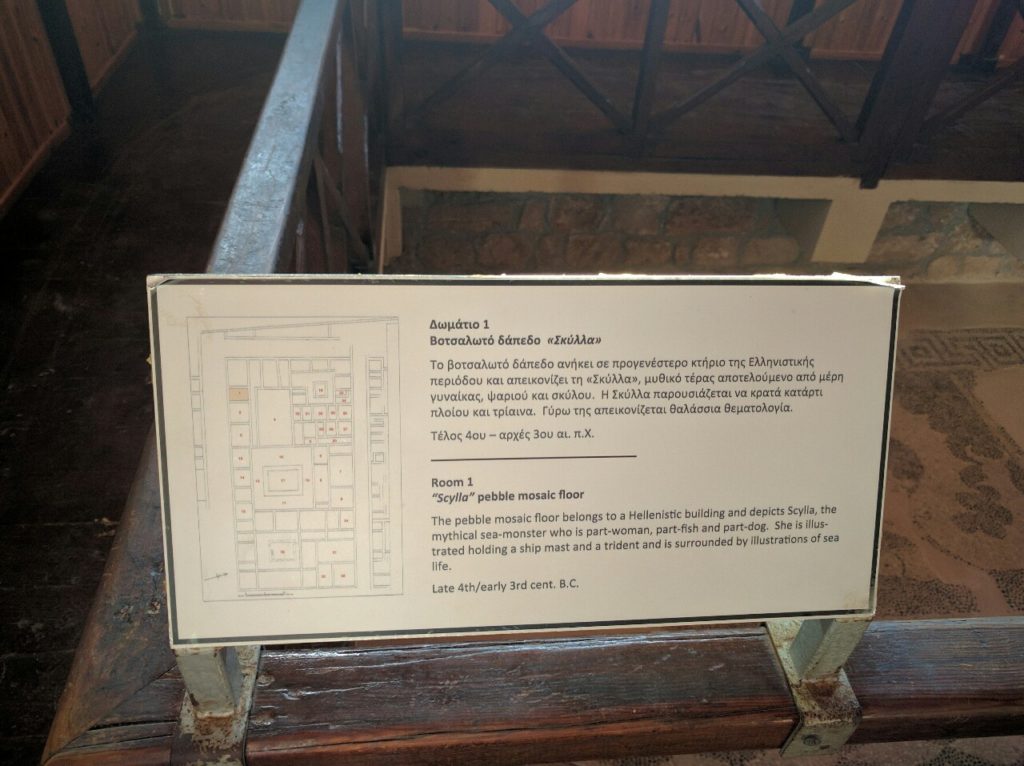 Δωμάτιο 1
Βοτσαλωτό δάπεδο «Σκύλλα»
Το βοτσαλωτό δάπεδο ανήκει σε προγενέστερο κτήριο της Ελληνιστικής
περιόδου και απεικονίζει τη «Σκύλλα», μυθικό τέρας αποτελούμενο από μέρη
γυναίκας, ψαριού και σκύλου. Η Σκύλλα παρουσιάζεται να κρατά κατάρτι
πλοίου και τρίαινα. Γύρω της απεικονίζεται θαλάσσια θεματολογία.
Τέλος 4ου – αρχές 3ου αι. π.Χ.
Room 1
“Scylla” pebble mosaic floor
The pebble mosaic floor belongs to a Hellenistic building and depicts Scylla, the
mythical sea-monster who is part-woman, part-fish and part-dog. She is illus-
trated holding a ship mast and a trident and is surrounded by illustrations of sea
life.
Late 4th/early 3rd cent. B.C.